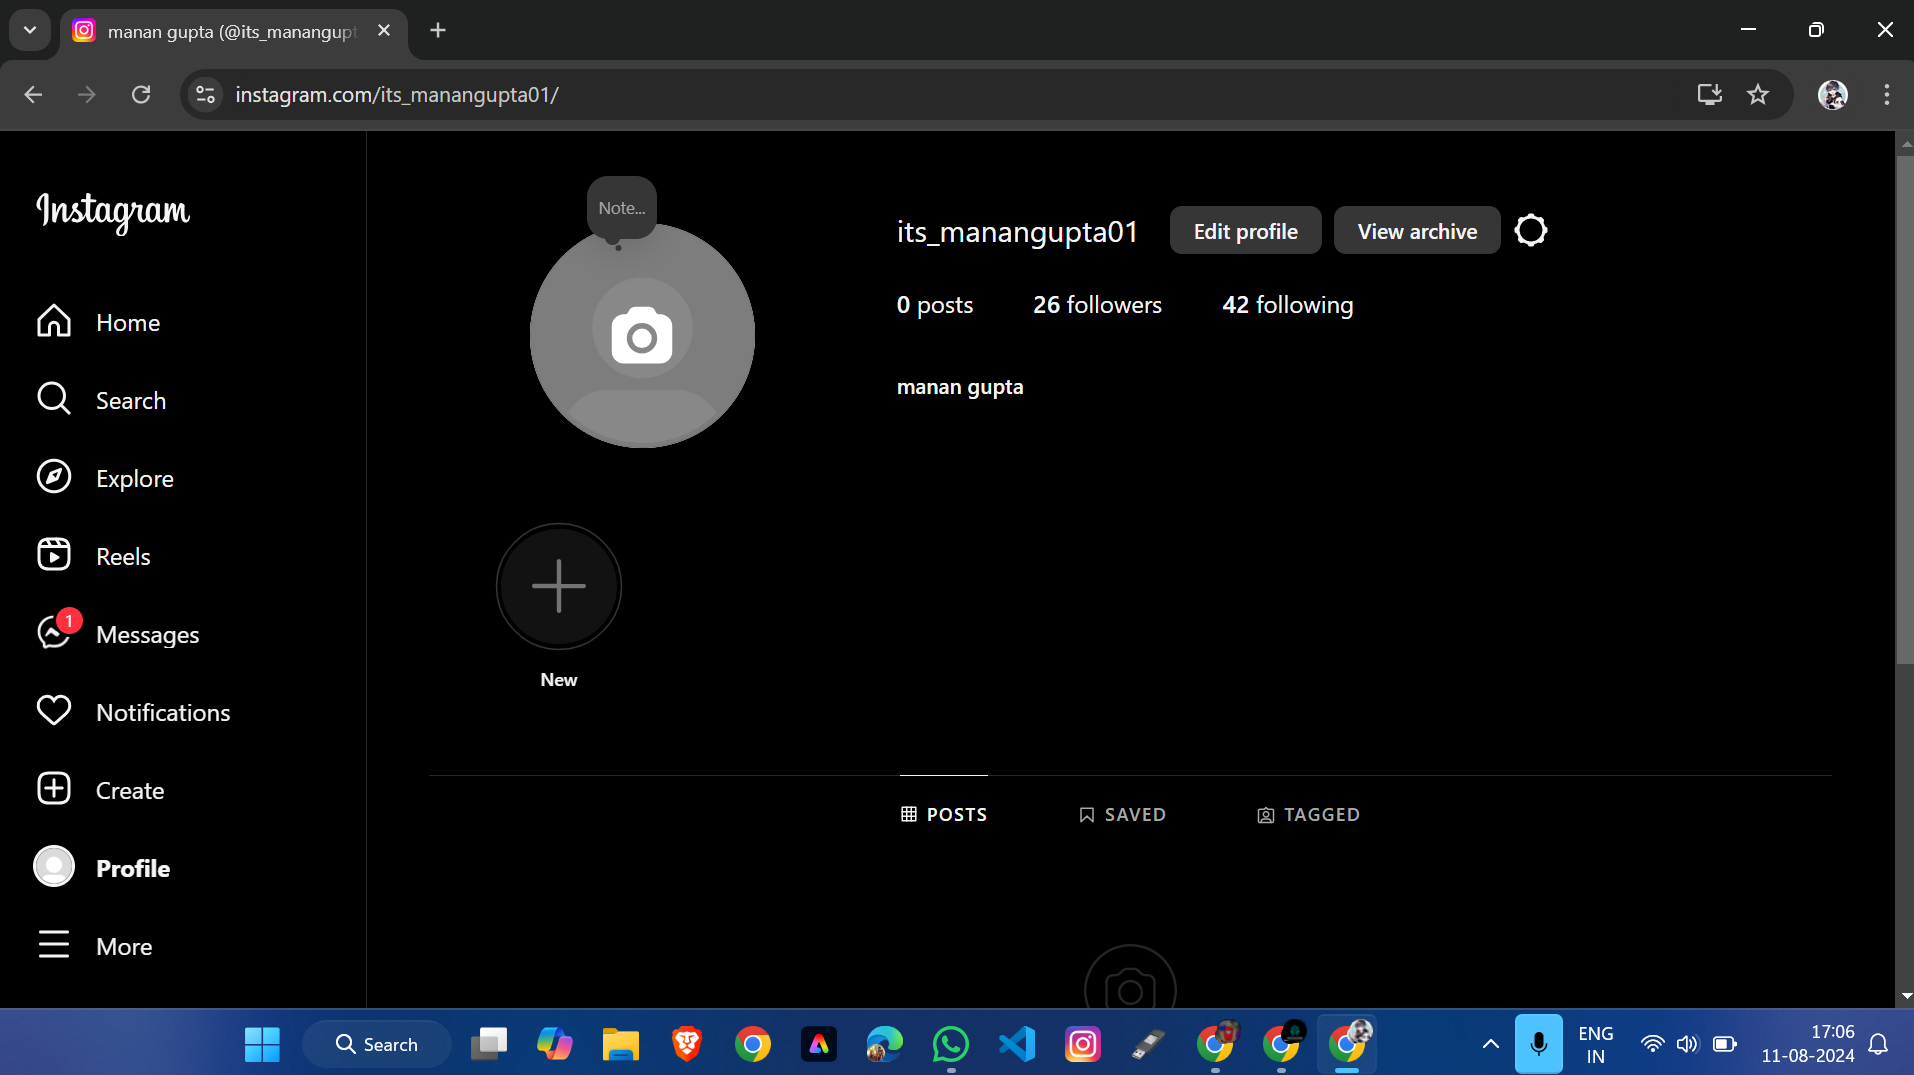 manan gupta (@its_manangupt
instagram.com/its_manangupta01/
Instagram
Note...
its_manangupta01 Edit profile View archive
0 posts 26 followers 42 following
manan gupta
Home
Search
Explore
Reels
1
Messages
Notifications
Create
Profile
More
New
POSTS SAVED TAGGED
Search
ENG
IN
17:06
11-08-2024